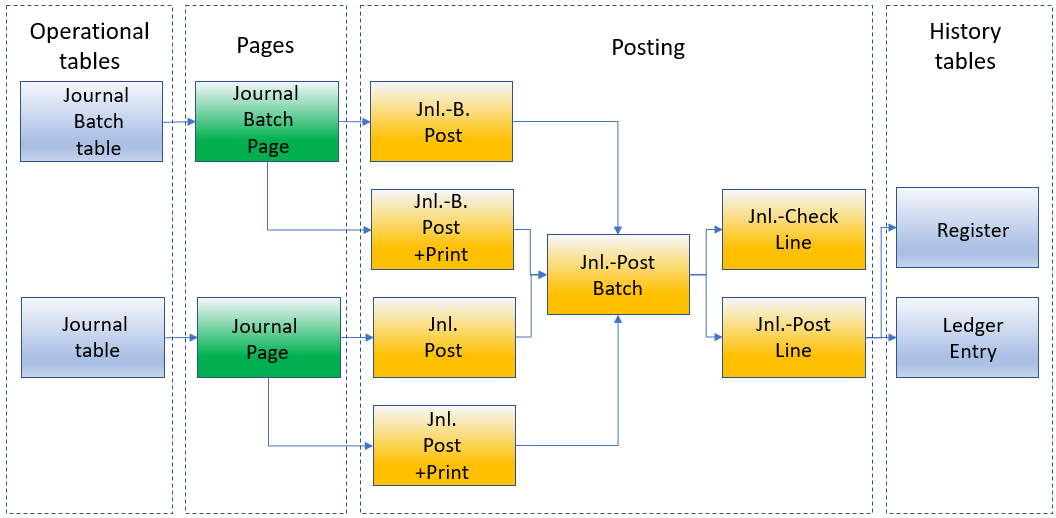 Operational
tables
Pages
Posting
History
tables
Journal
Batch
table
Journal
Batch
Page
Jnl.-B.
Post
Jnl.-B.
Post
+Print
Jnl.-Post
Batch
Jnl.-Check
Line
Register
Journal
table
Journal
Page
Jnl.
Post
Jnl.-Post
Line
Ledger
Entry
Jnl.
Post
+Print